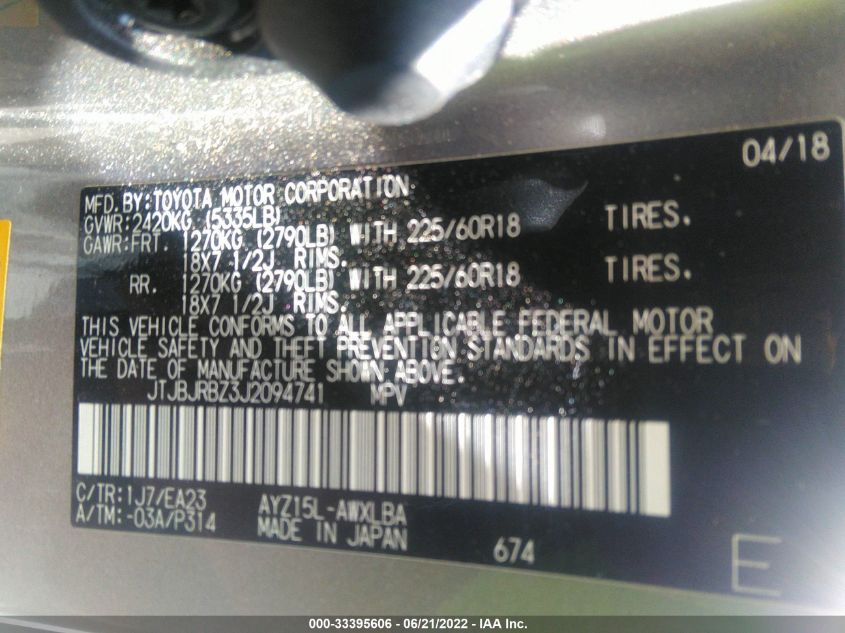 04/18
MFD. BY: TOYOTA MOTOR CORPORATION
GVWR: 2420KG (5335LB)
GAWR: FRT. 1270KG (2790LB) WITH 225/60R18 TIRES.
18X7 1/2J RIMS.
RR. 1270KG (2790LB) WITH 225/60R18 TIRES.
18X7 1/2J RIMS.
THIS VEHICLE CONFORMS TO ALL APPLICABLE FEDERAL MOTOR
VEHICLE SAFETY AND THEFT PREVENTION STANDARDS IN EFFECT ON
THE DATE OF MANUFACTURE SHOWN ABOVE.
JTJBJRBZ3J2094741 MPV
C/TR: 1J7/EA23 AYZ15L-AWXLBA
A/TM: -03A/P314 MADE IN JAPAN 674
E
000-33395606 - 06/21/2022 - IAA Inc.